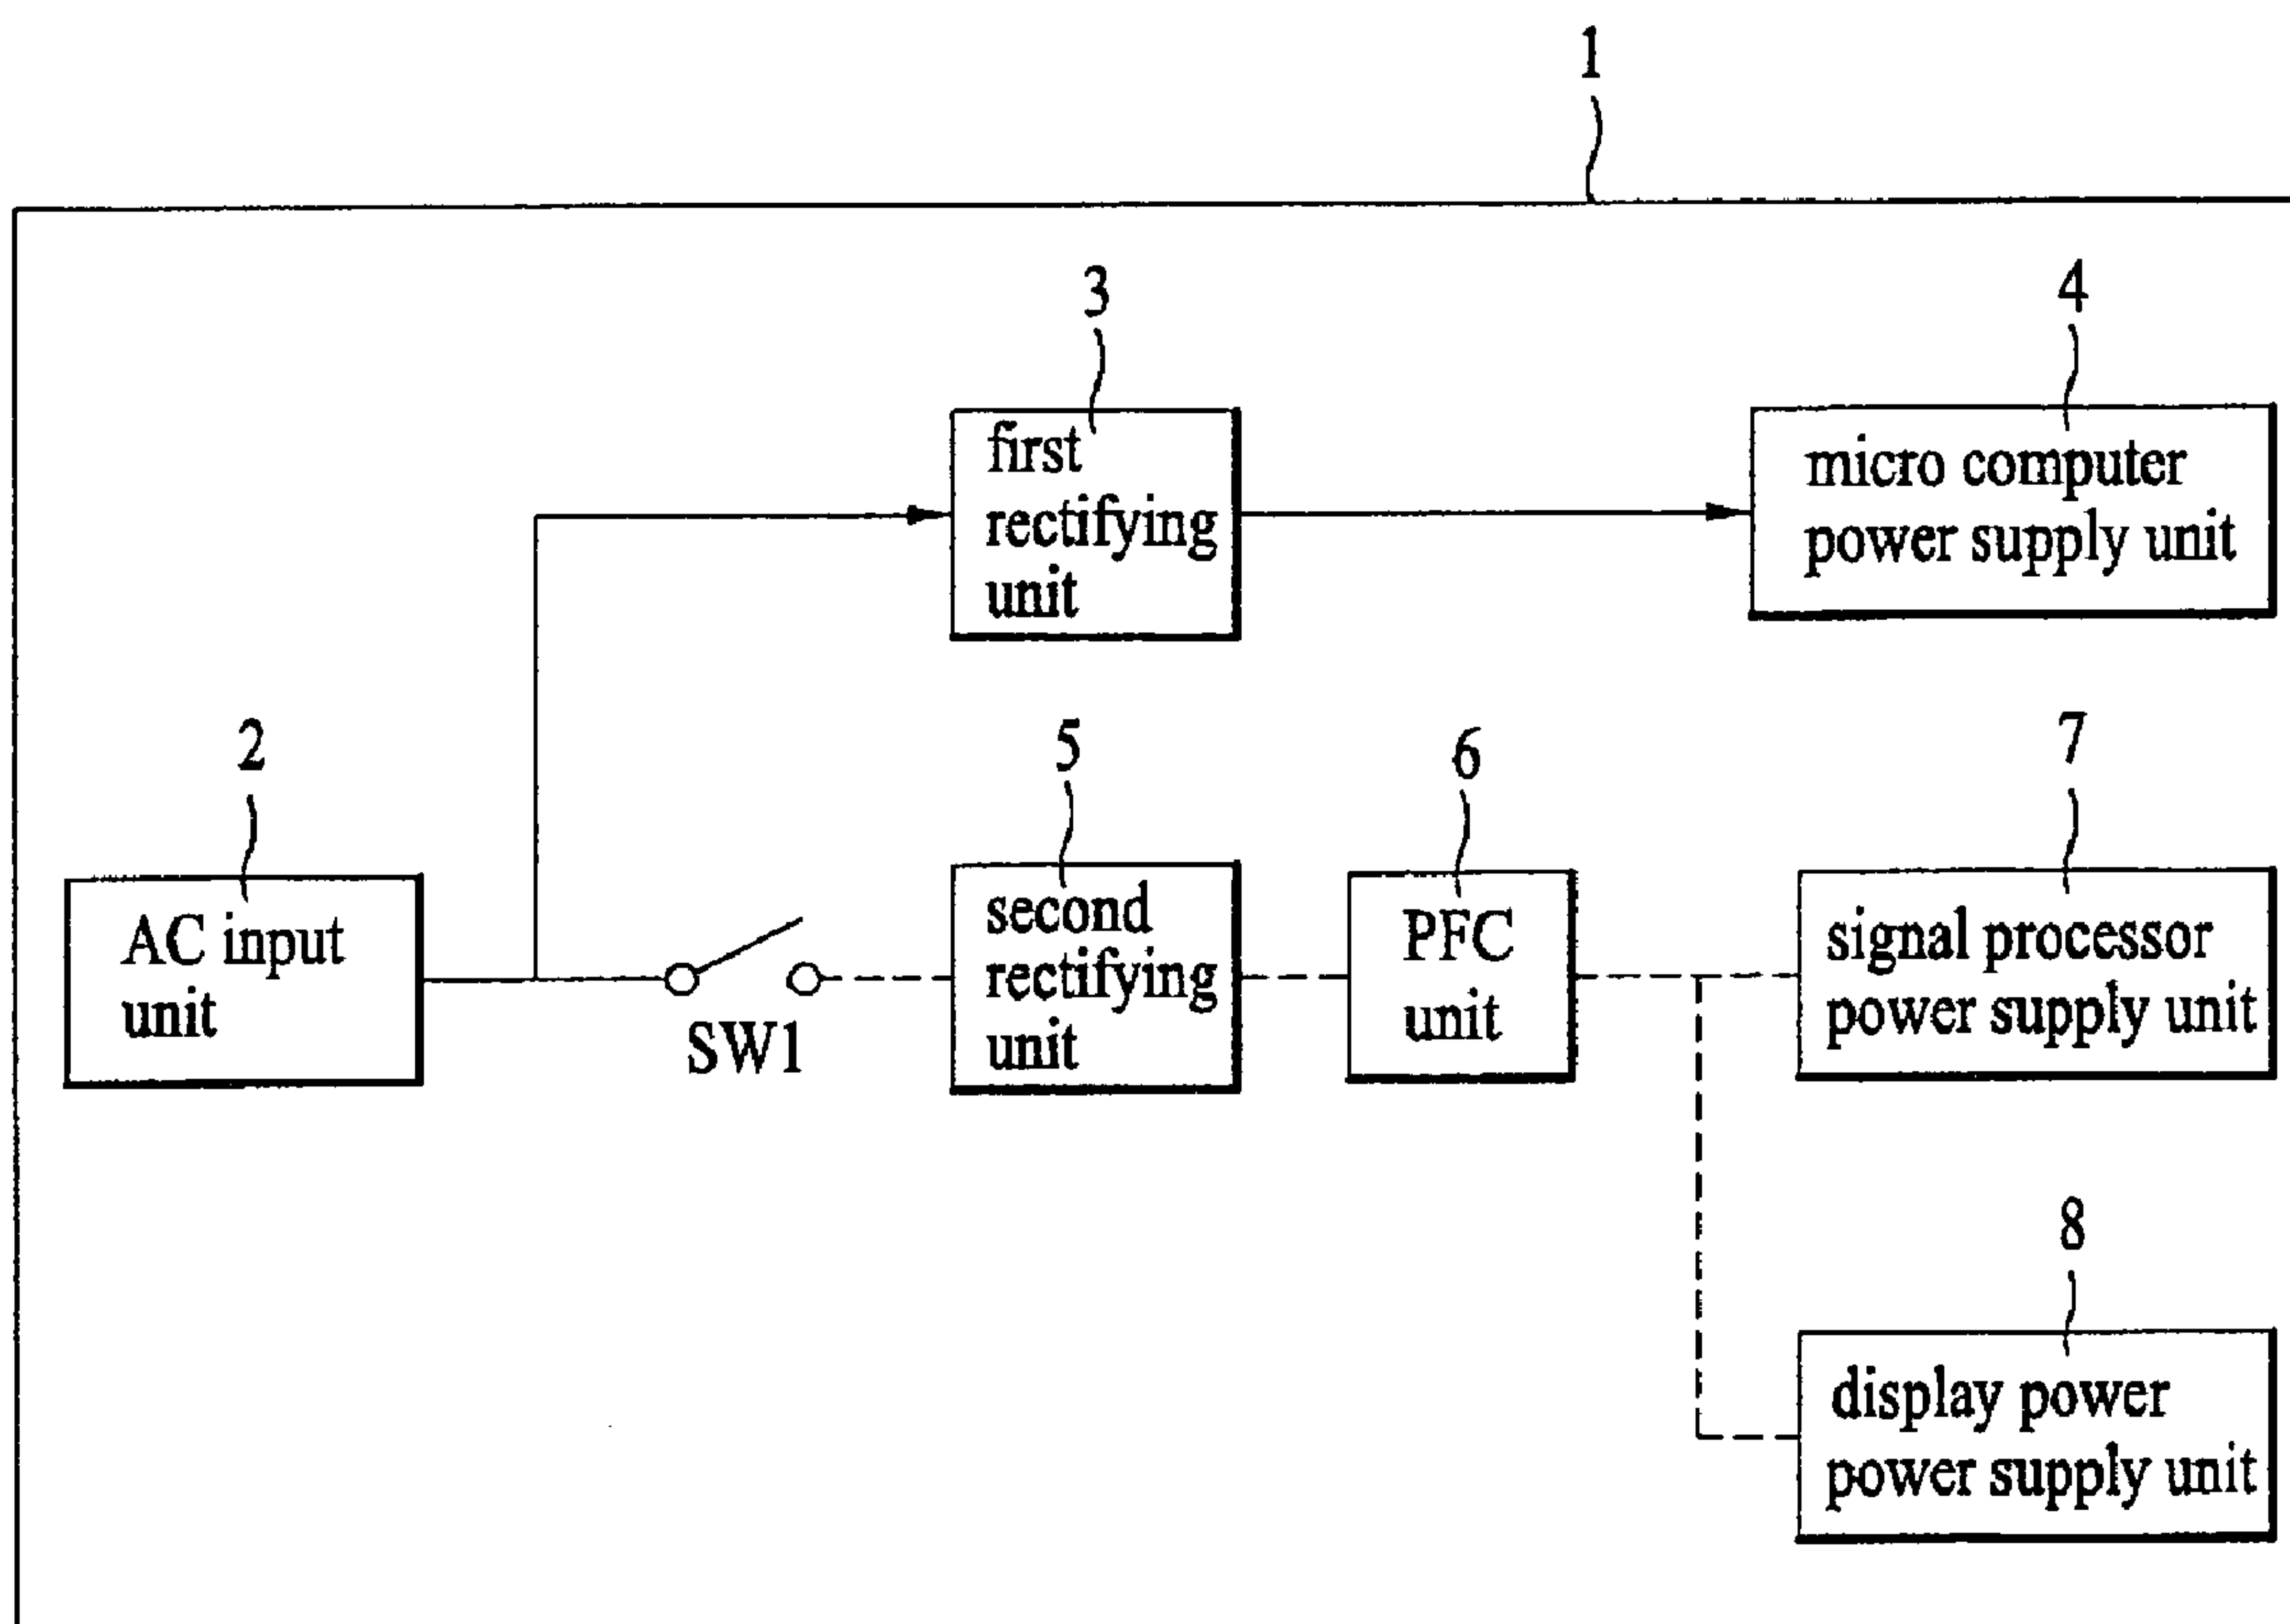 1
3
first
rectifying
unit
4
micro computer
power supply unit
2
AC input
unit
SW1
5
second
rectifying
unit
6
PFC
unit
7
signal processor
power supply unit
8
display power
power supply unit